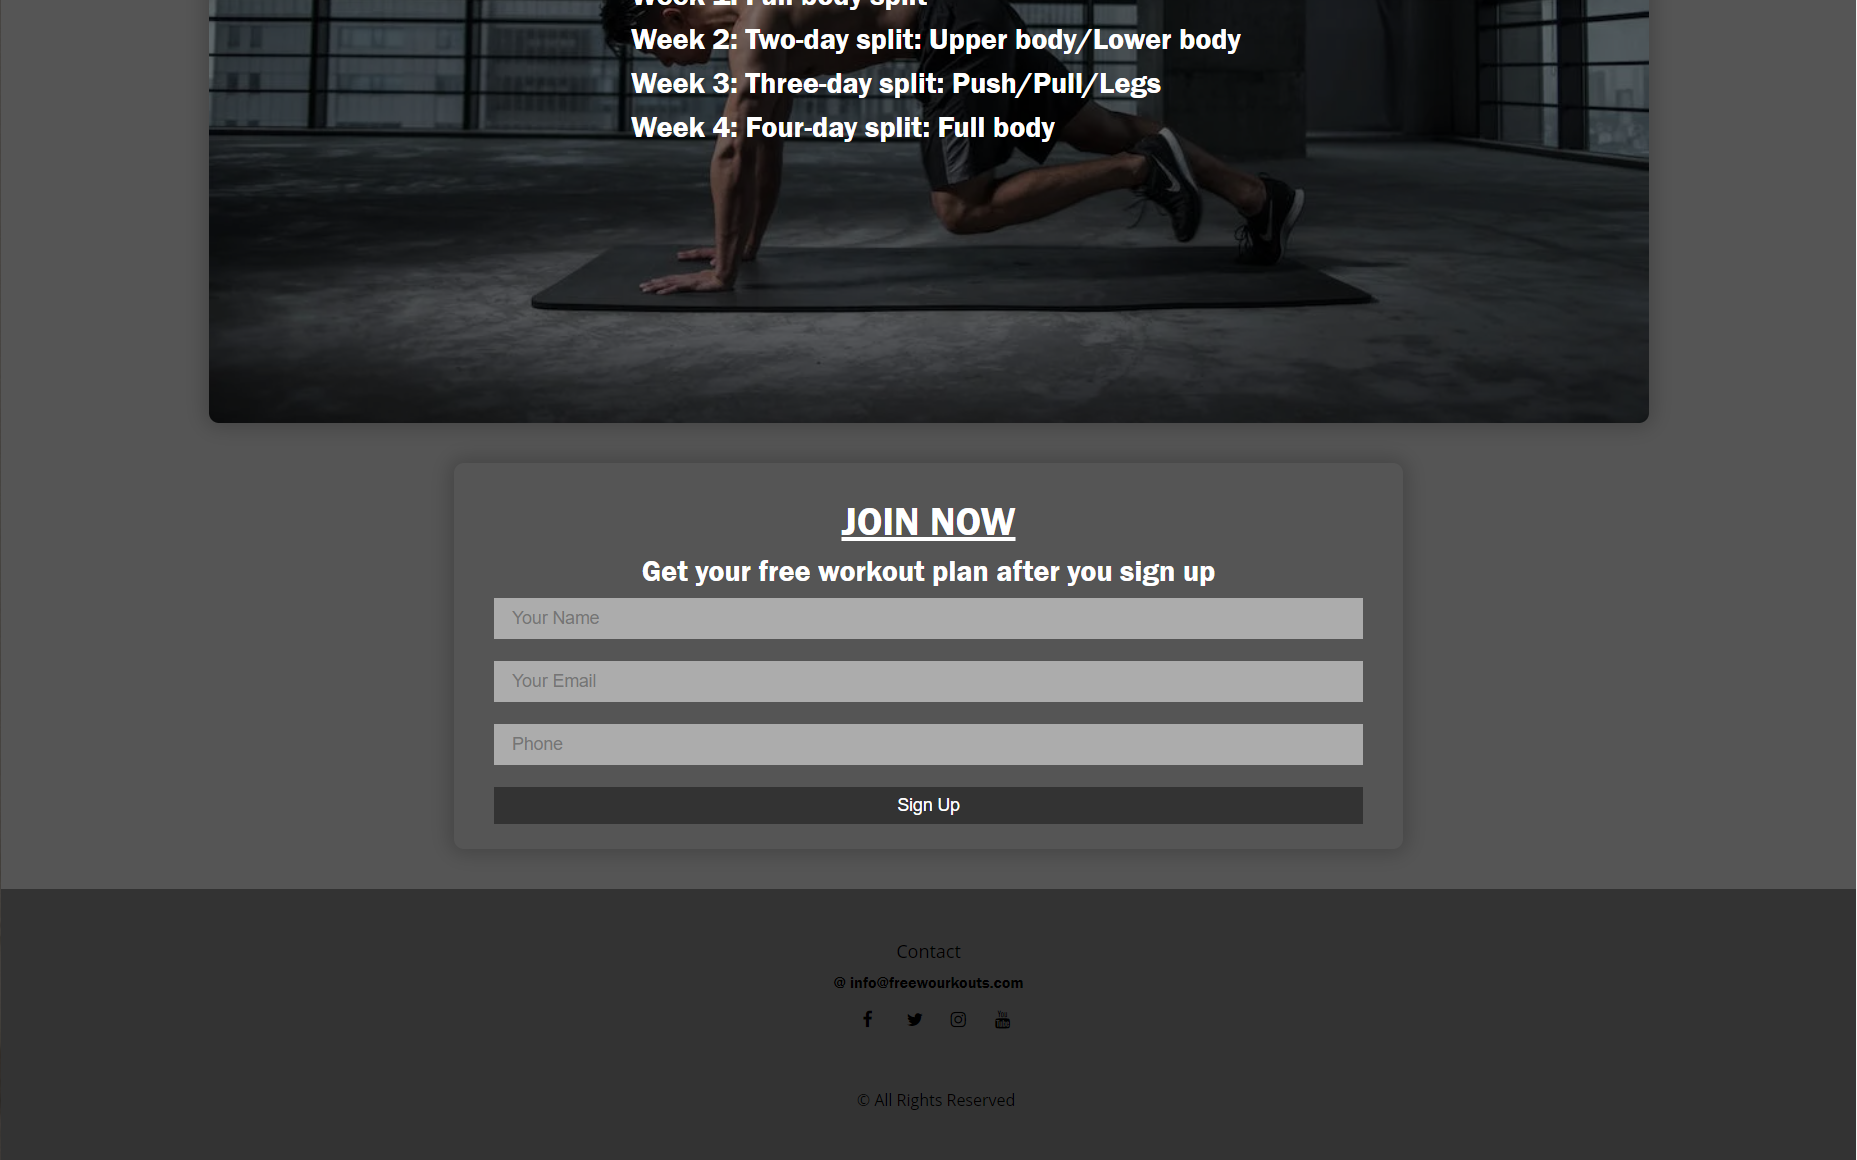 Week 1: Full body split
Week 2: Two-day split: Upper body/Lower body
Week 3: Three-day split: Push/Pull/Legs
Week 4: Four-day split: Full body
JOIN NOW
Get your free workout plan after you sign up
Your Name
Your Email
Phone
Sign Up
Contact
@ info@freewourkouts.com
You Tube
© All Rights Reserved